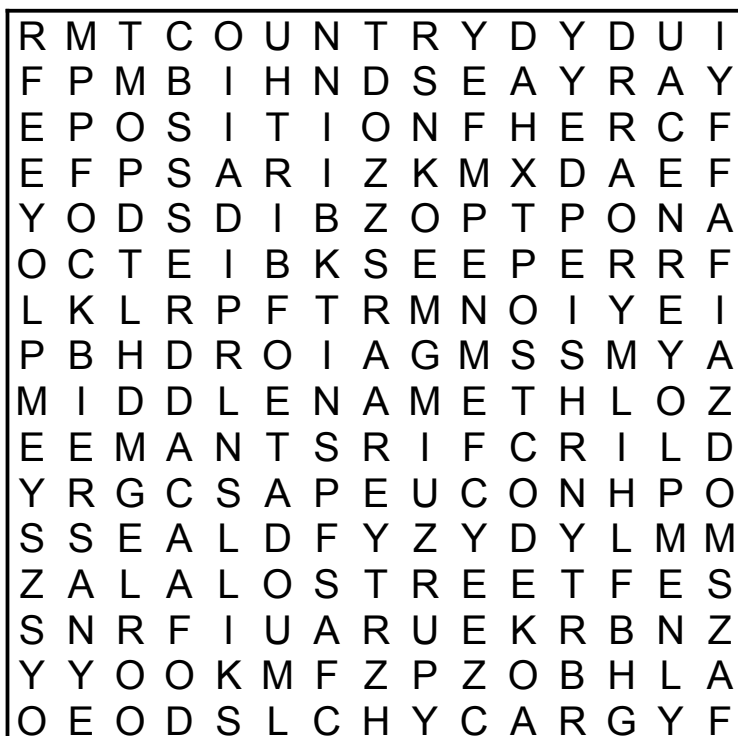 R M T C O U N T R Y D Y D U I
F P M B I H N D S E A Y R A Y
E P O S I T I O N F H E R C F
E F P S A R I Z K M X D A E F
Y O D S D I B Z O P T P O N A
O C T E I B K S E E P E R R F
L K L R P F T R M N O I Y E I
P B H D R O I A G M S S M Y A
M I D D L E N A M E T H L O Z
E E M A N T S R I F C R I L D
Y R G C S A P E U C O N H P O
S S E A L D F Y Z Y D Y L M M
Z A L A L O S T R E E T F E S
S N R F I U A R U E K R B N Z
Y Y O O K M F Z P Z O B H L A
O E O D S L C H Y C A R G Y F